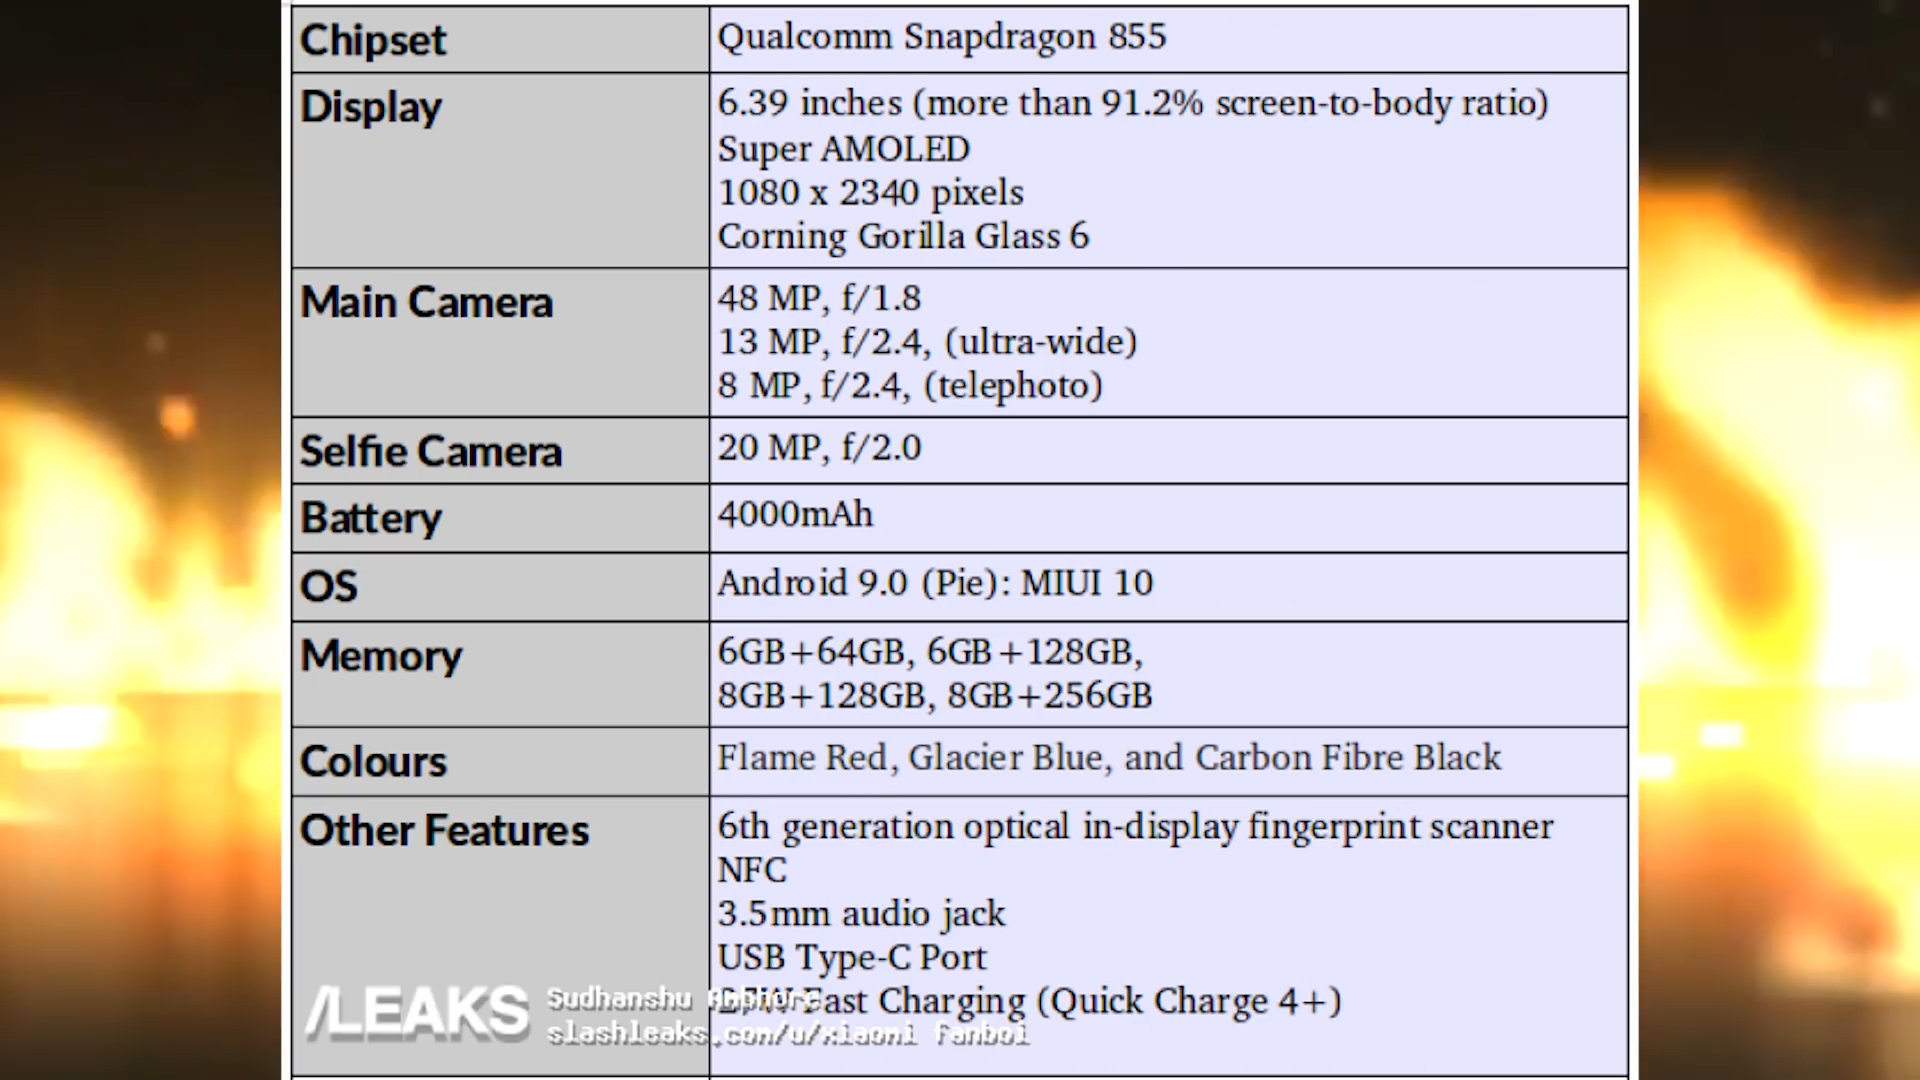 Chipset
Qualcomm Snapdragon 855
Display
6.39 inches (more than 91.2% screen-to-body ratio)
Super AMOLED
1080 x 2340 pixels
Corning Gorilla Glass 6
Main Camera
48 MP, f/1.8
13 MP, f/2.4, (ultra-wide)
8 MP, f/2.4, (telephoto)
Selfie Camera
20 MP, f/2.0
Battery
4000mAh
OS
Android 9.0 (Pie): MIUI 10
Memory
6GB+64GB, 6GB+128GB,
8GB+128GB, 8GB+256GB
Colours
Flame Red, Glacier Blue, and Carbon Fibre Black
Other Features
6th generation optical in-display fingerprint scanner
NFC
3.5mm audio jack
USB Type-C Port
Fast Charging (Quick Charge 4+)
/LEAKS
Sudhanshu
slashleaks.com/u/xiaomi fanboi